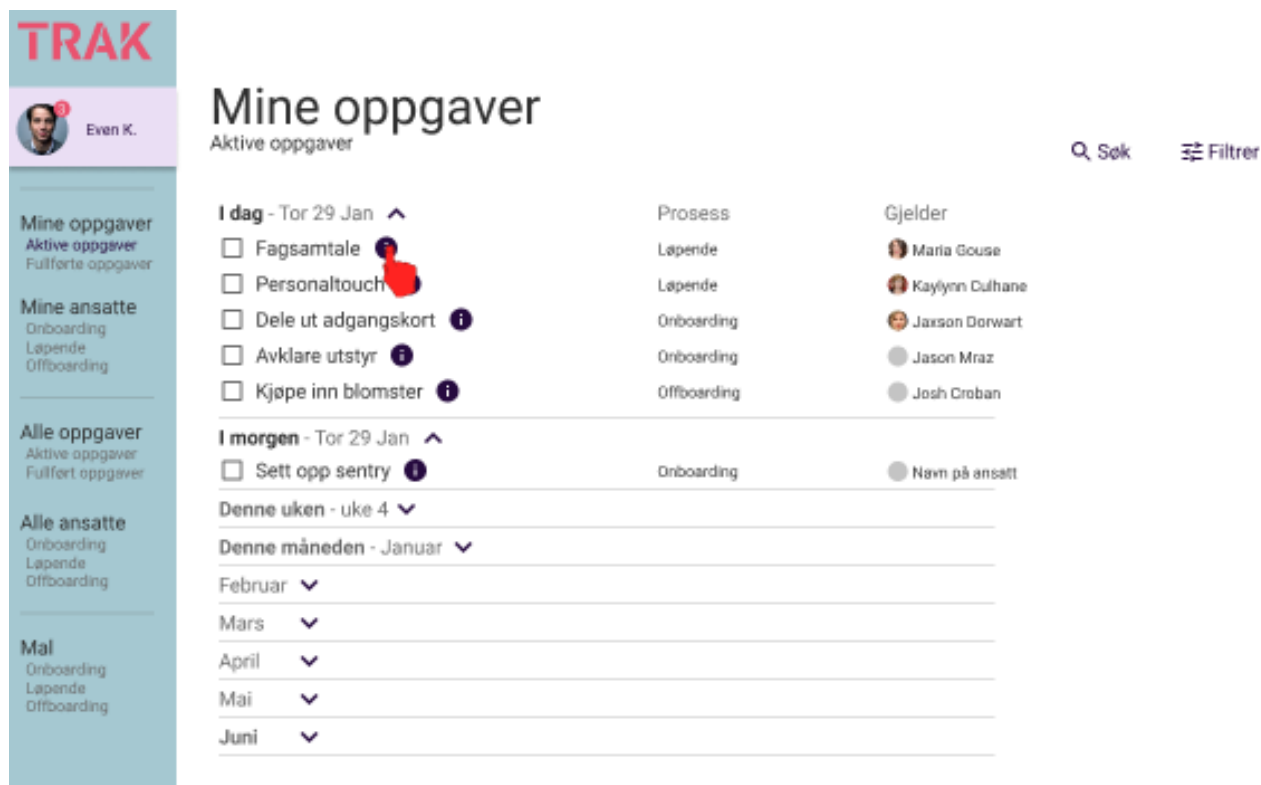 TRAK
3
Even K.
Mine oppgaver
Aktive oppgaver
Fullførte oppgaver
Mine ansatte
Onboarding
Løpende
Offboarding
Alle oppgaver
Aktive oppgaver
Fullført oppgaver
Alle ansatte
Onboarding
Løpende
Offboarding
Mal
Onboarding
Løpende
Offboarding
Mine oppgaver
Aktive oppgaver
Søk Filtrer
I dag - Tor 29 Jan Prosess Gjelder
Fagsamtale Løpende Maria Gouse
Personaltouch Løpende Kaylynn Culhane
Dele ut adgangskort i Onboarding Jaxson Dorwart
Avklare utstyr i Onboarding Jason Mraz
Kjøpe inn blomster i Offboarding Josh Croban
I morgen - Tor 29 Jan
Sett opp sentry i Onboarding Navn på ansatt
Denne uken - uke 4
Denne måneden - Januar
Februar
Mars
April
Mai
Juni